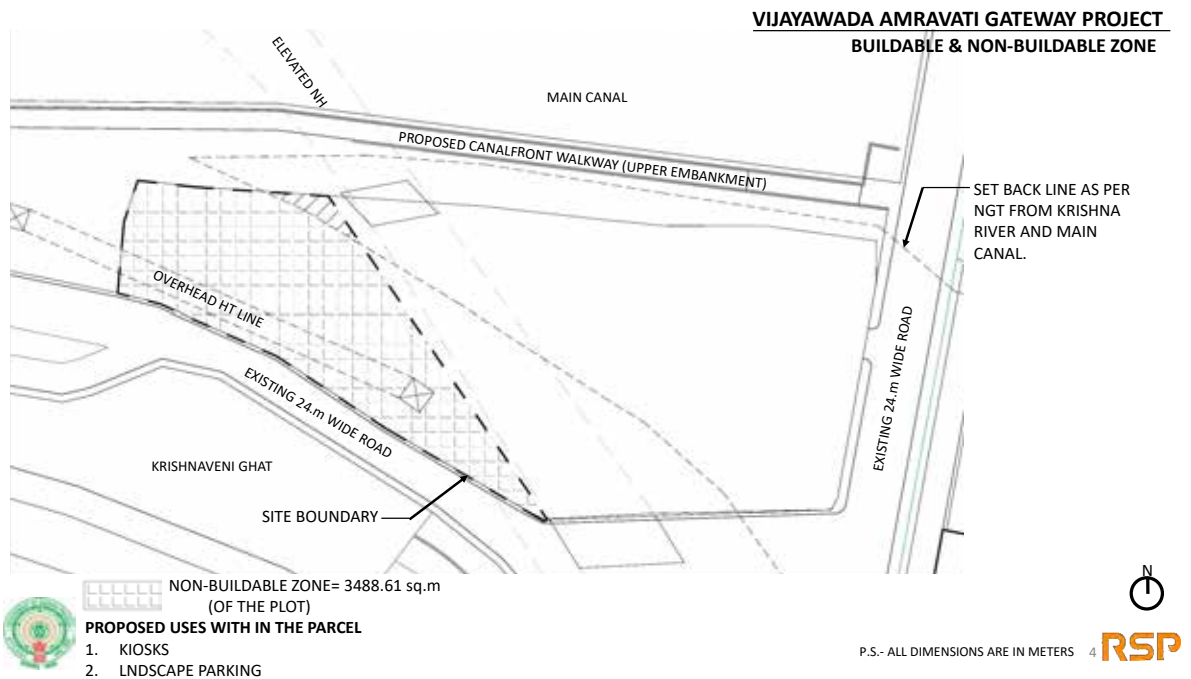 VIJAYAWADA AMRAVATI GATEWAY PROJECT
BUILDABLE & NON-BUILDABLE ZONE
ELEVATED NH
MAIN CANAL
PROPOSED CANALFRONT WALKWAY (UPPER EMBANKMENT)
SET BACK LINE AS PER
NGT FROM KRISHNA
RIVER AND MAIN
CANAL.
OVERHEAD HT LINE
EXISTING 24.m WIDE ROAD
EXISTING 24.m WIDE ROAD
KRISHNAVENI GHAT
SITE BOUNDARY
NON-BUILDABLE ZONE= 3488.61 sq.m
(OF THE PLOT)
PROPOSED USES WITH IN THE PARCEL
1. KIOSKS
2. LNDSCAPE PARKING
N
P.S.- ALL DIMENSIONS ARE IN METERS 4
RSP